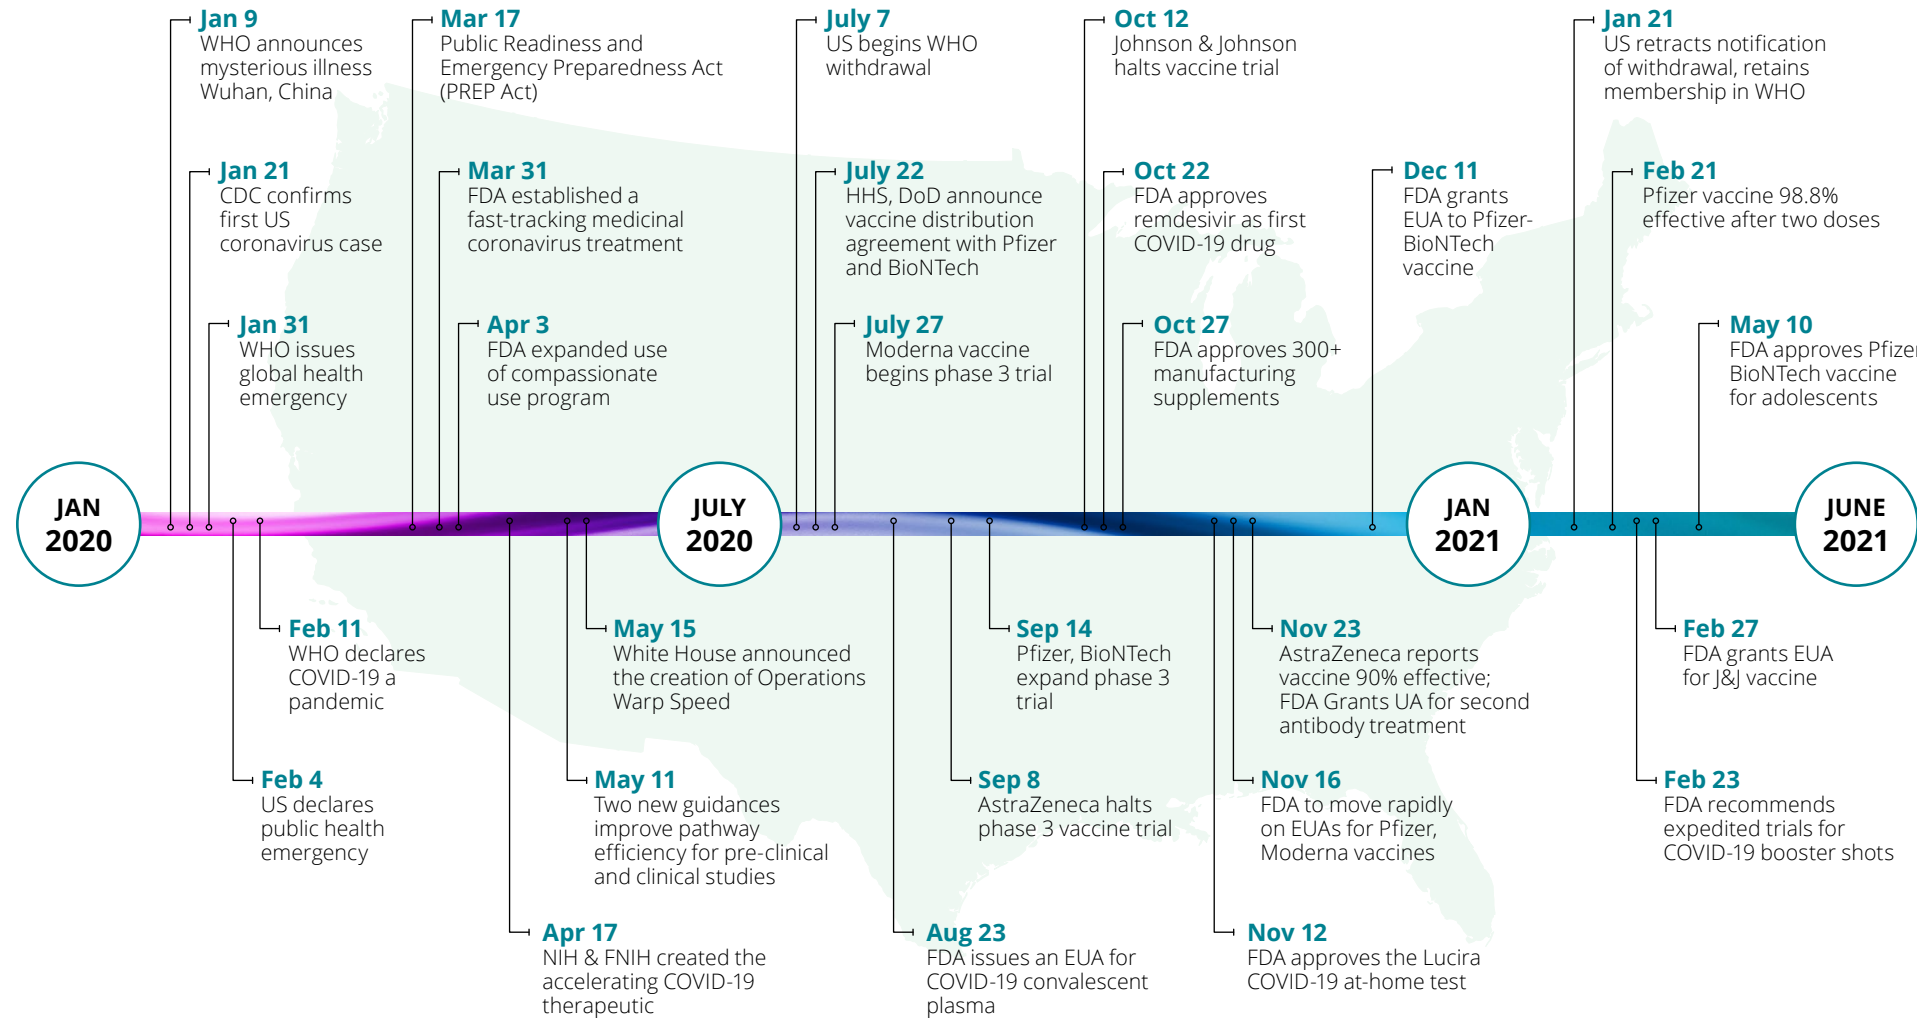 Jan 9
WHO announces
mysterious illness
Wuhan, China
Mar 17
Public Readiness and
Emergency Preparedness Act
(PREP Act)
July 7
US begins WHO
withdrawal
Oct 12
Johnson & Johnson
halts vaccine trial
Jan 21
US retracts notification
of withdrawal, retains
membership in WHO
Jan 21
CDC confirms
first US
coronavirus case
Mar 31
FDA established a
fast-tracking medicinal
coronavirus treatment
July 22
HHS, DoD announce
vaccine distribution
agreement with Pfizer
and BioNTech
Oct 22
FDA approves
remdesivir as first
COVID-19 drug
Dec 11
FDA grants
EUA to Pfizer-
BioNTech
vaccine
Feb 21
Pfizer vaccine 98.8%
effective after two doses
Jan 31
WHO issues
global health
emergency
Apr 3
FDA expanded use
of compassionate
use program
July 27
Moderna vaccine
begins phase 3 trial
Oct 27
FDA approves 300+
manufacturing
supplements
May 10
FDA approves Pfizer
BioNTech vaccine
for adolescents
JAN
2020
JULY
2020
JAN
2021
JUNE
2021
Feb 11
WHO declares
COVID-19 a
pandemic
May 15
White House announced
the creation of Operations
Warp Speed
Sep 14
Pfizer, BioNTech
expand phase 3
trial
Nov 23
AstraZeneca reports
vaccine 90% effective;
FDA Grants UA for second
antibody treatment
Feb 27
FDA grants EUA
for J&J vaccine
Feb 4
US declares
public health
emergency
May 11
Two new guidances
improve pathway
efficiency for pre-clinical
and clinical studies
Sep 8
AstraZeneca halts
phase 3 vaccine trial
Nov 16
FDA to move rapidly
on EUAs for Pfizer,
Moderna vaccines
Feb 23
FDA recommends
expedited trials for
COVID-19 booster shots
Apr 17
NIH & FNIH created the
accelerating COVID-19
therapeutic
Aug 23
FDA issues an EUA for
COVID-19 convalescent
plasma
Nov 12
FDA approves the Lucira
COVID-19 at-home test